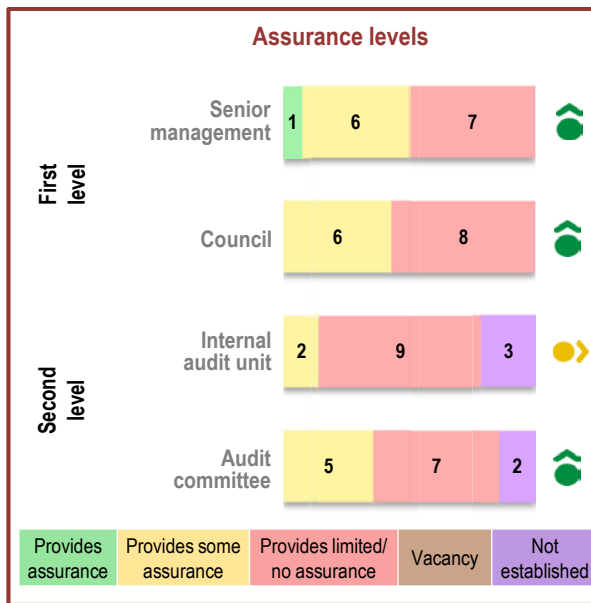 Assurance levels
First
level
Senior
management
1 6 7
Council
6 8
Second
level
Internal
audit unit
2 9 3
Audit
committee
5 7 2
Provides
assurance
Provides some
assurance
Provides limited/
no assurance
Vacancy
Not
established